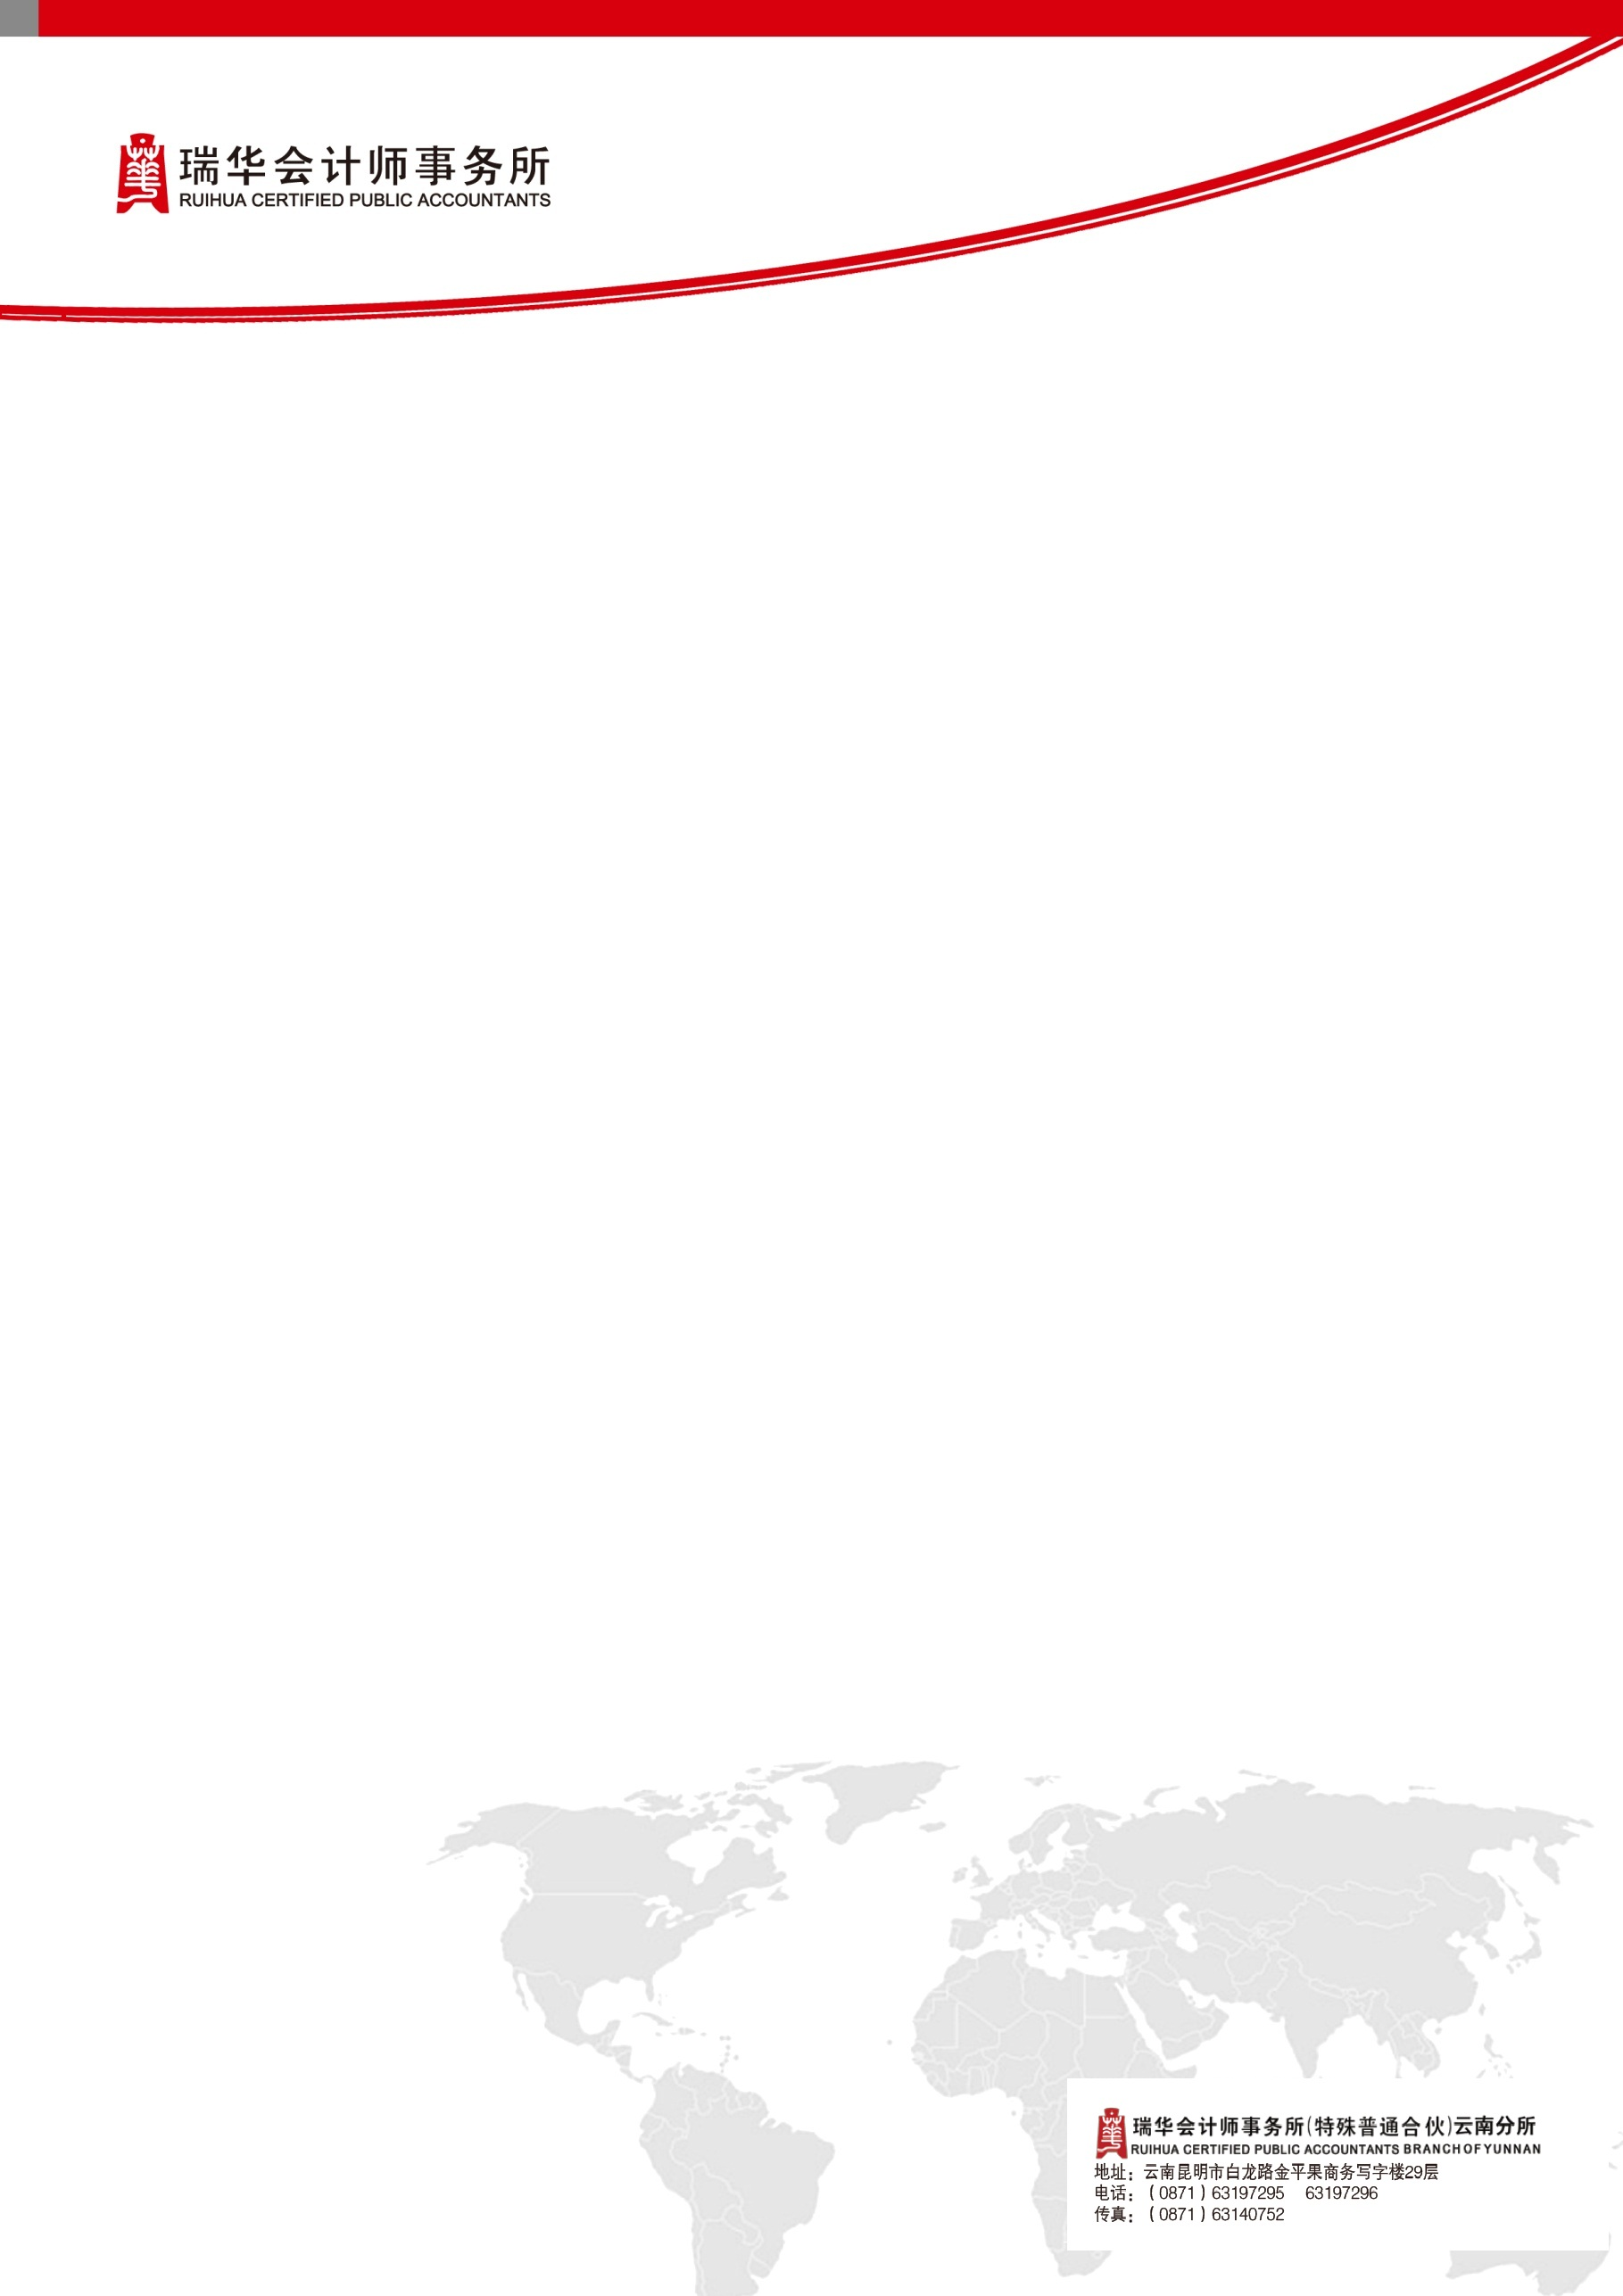 瑞华会计师事务所
RUIHUA CERTIFIED PUBLIC ACCOUNTANTS
瑞华会计师事务所(特殊普通合伙)云南分所
RUIHUA CERTIFIED PUBLIC ACCOUNTANTS BRANCH OF YUNNAN
地址：云南昆明市白龙路金平果商务写字楼29层
电话：（0871）63197295 63197296
传真：（0871）63140752